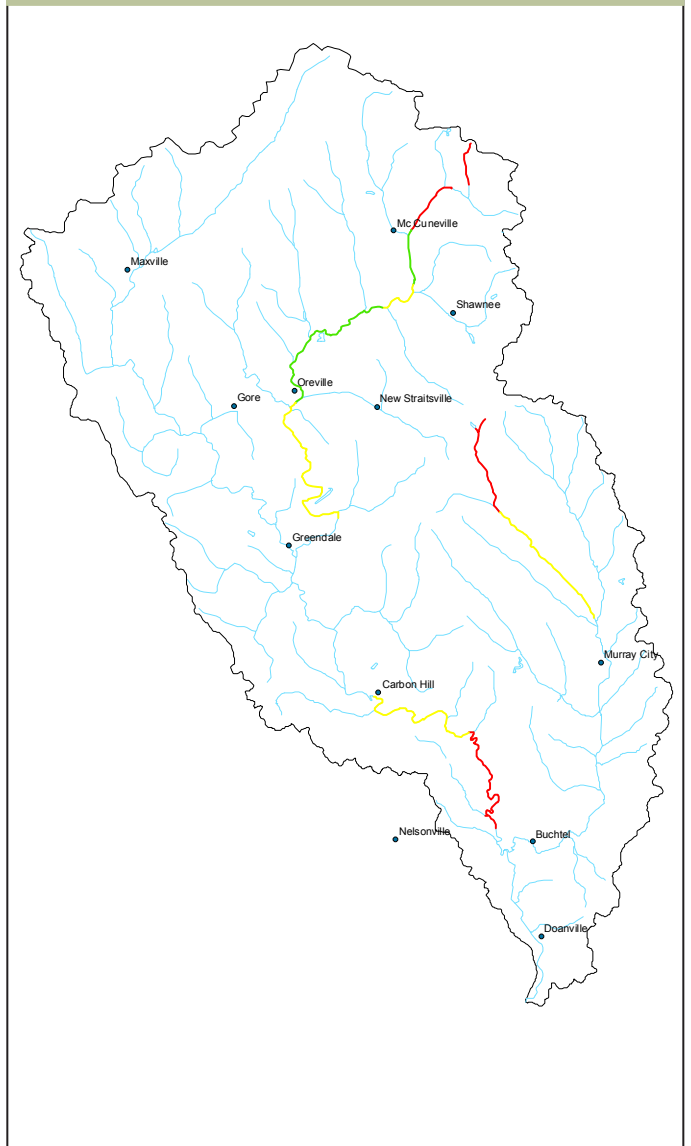 Mc Cuneville
Maxville
Shawnee
Oreville
Gore
New Straitsville
Greendale
Murray City
Carbon Hill
Nelsonville
Buchtel
Doanville